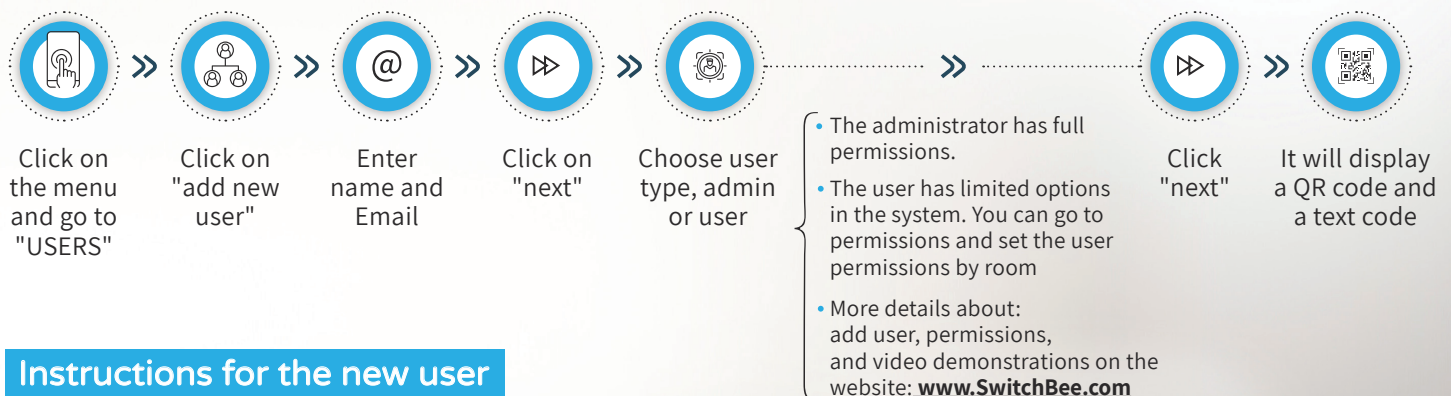 @
Click on
the menu
and go to
"USERS"
Click on
"add new
user"
Enter
name and
Email
Click on
"next"
Choose user
type, admin
or user
• The administrator has full
permissions.
• The user has limited options
in the system. You can go to
permissions and set the user
permissions by room
• More details about:
add user, permissions,
and video demonstrations on the
website: www.SwitchBee.com
Click
"next"
It will display
a QR code and
a text code
Instructions for the new user